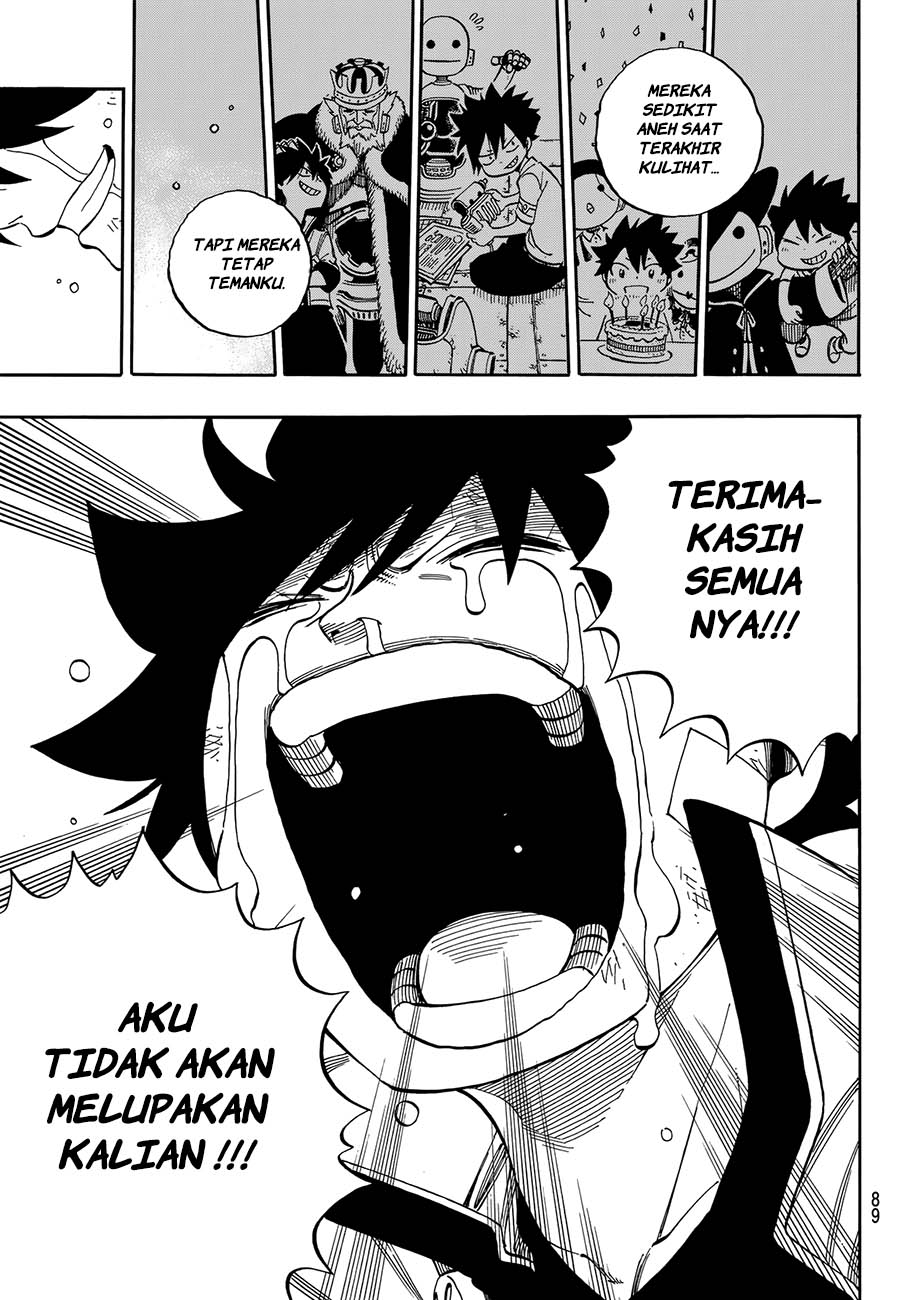 MEREKA
SEDIKIT
ANEH SAAT
TERAKHIR
KULIHAT...
TAPI MEREKA
TETAP
TEMANKU.
TERIMA-
KASIH
SEMUA
NYA!!!
AKU
TIDAK AKAN
MELUPAKAN
KALIAN !!!
89